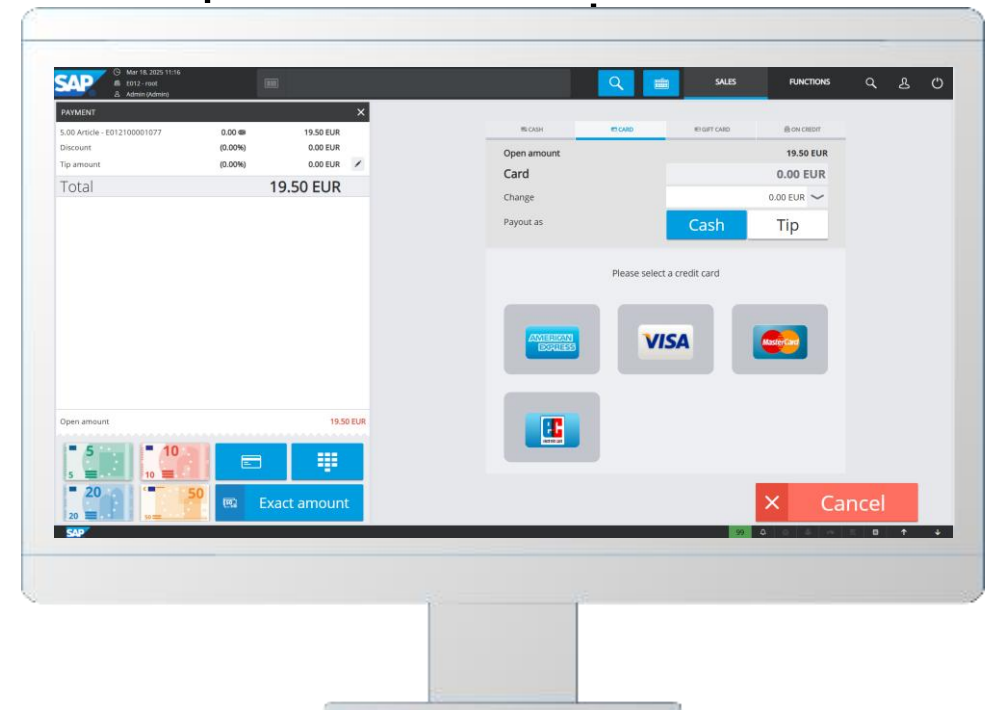 SAP
Mar 18, 2025 11:16
E012 - root
Admin (Admin)
SALES
FUNCTIONS
PAYMENT
5.00 Article - E012100001077 0.00 19.50 EUR
Discount (0.00%) 0.00 EUR
Tip amount (0.00%) 0.00 EUR
Total 19.50 EUR
Open amount 19.50 EUR
5
5
10
10
20
20
50
Exact amount
CASH
CARD
GIFT CARD
ON CREDIT
Open amount 19.50 EUR
Card 0.00 EUR
Change 0.00 EUR
Payout as Cash Tip
Please select a credit card
AMERICAN
EXPRESS
VISA
MasterCard
Cancel
SAP
99